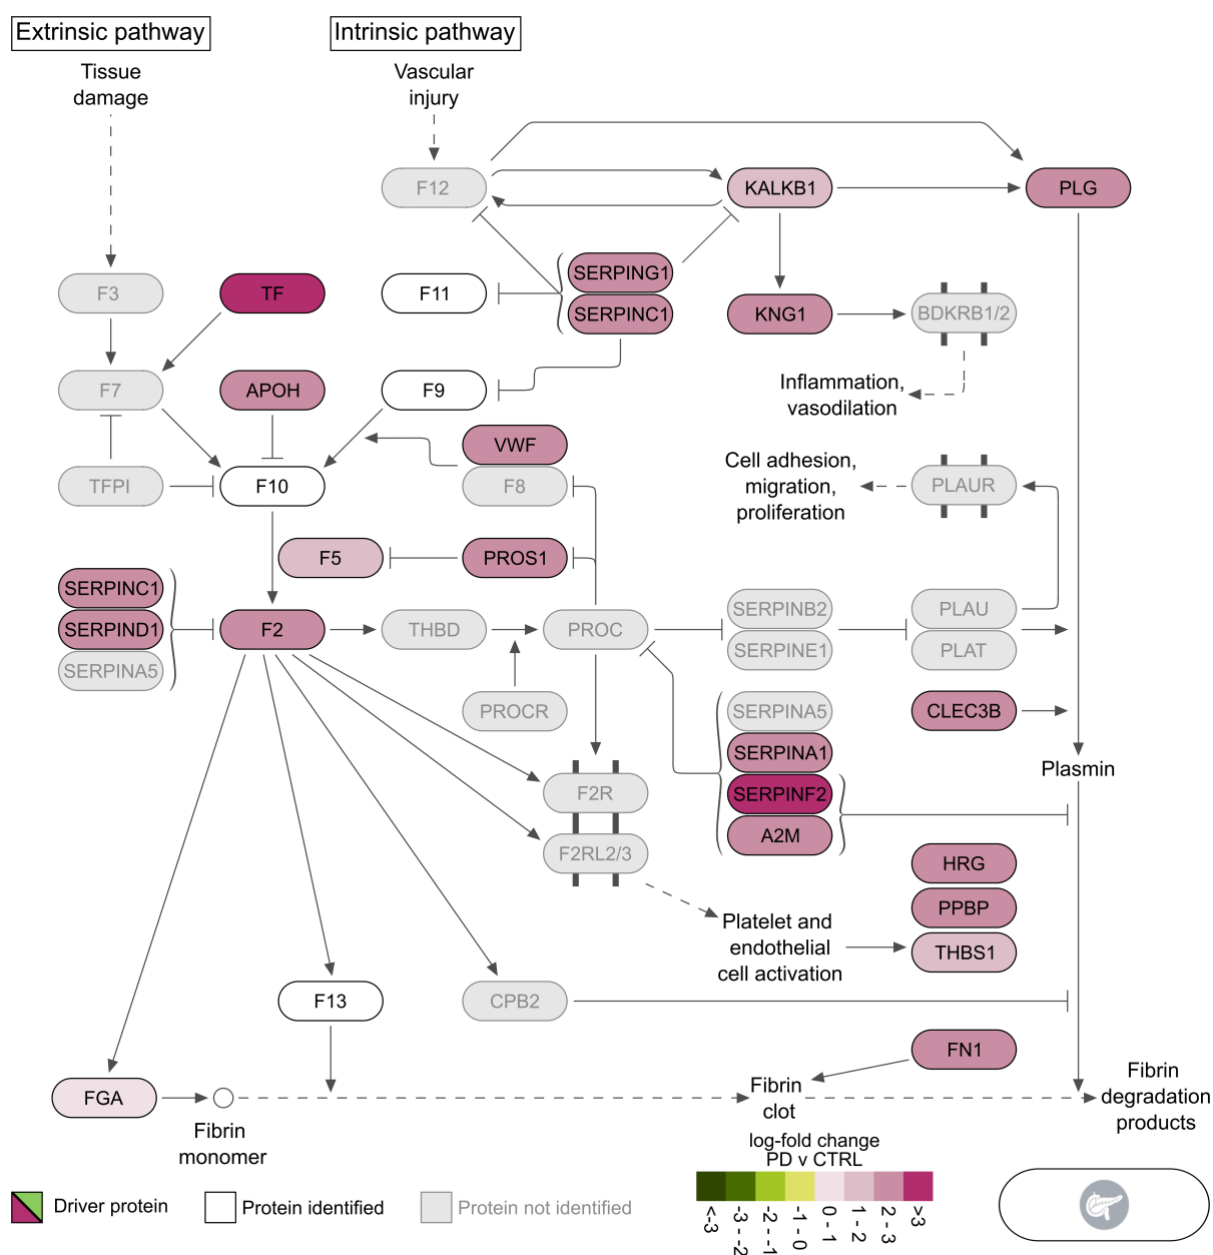 Extrinsic pathway
Intrinsic pathway
Tissue
damage
Vascular
injury
F12
KALKB1
PLG
SERPING1
SERPINC1
F3
TF
F11
KNG1
BDKRB1/2
F7
APOH
F9
Inflammation,
vasodilation
VWF
F8
Cell adhesion,
migration,
proliferation
PLAUR
TFPI
F10
F5
PROS1
SERPINC1
SERPIND1
SERPINA5
F2
THBD
PROC
SERPINB2
SERPINE1
PLAU
PLAT
PROCR
SERPINA5
SERPINA1
SERPINF2
A2M
CLEC3B
Plasmin
F2R
F2RL2/3
HRG
PPBP
THBS1
Platelet and
endothelial
cell activation
F13
CPB2
FN1
FGA
Fibrin
monomer
Fibrin
clot
Fibrin
degradation
products
log-fold change
PD v CTRL
<-3
-3 - -2
-2 - -1
-1 - 0
0 - 1
1 - 2
2 - 3
>3
Driver protein
Protein identified
Protein not identified